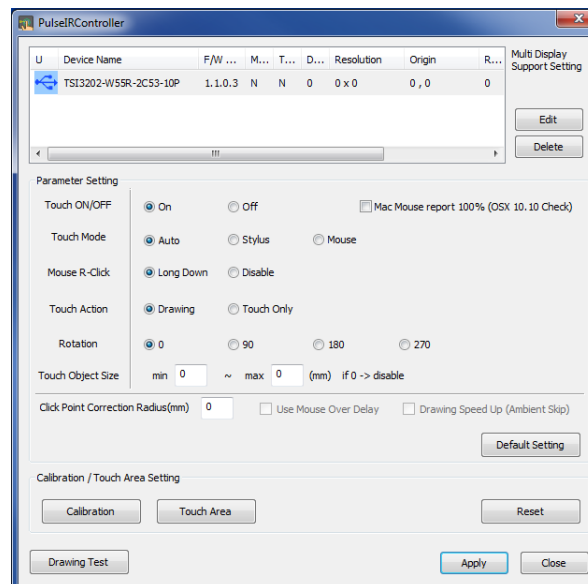 PulseIRController
U Device Name F/W ... M... T... D... Resolution Origin R...
TSI3202-W55R-2C53-10P 1.1.0.3 N N 0 0 x 0 0 , 0 0
Multi Display
Support Setting
Edit
Delete
Parameter Setting
Touch ON/OFF On Off Mac Mouse report 100% (OSX 10.10 Check)
Touch Mode Auto Stylus Mouse
Mouse R-Click Long Down Disable
Touch Action Drawing Touch Only
Rotation 0 90 180 270
Touch Object Size min 0 ~ max 0 (mm) if 0 -> disable
Click Point Correction Radius(mm) 0 Use Mouse Over Delay Drawing Speed Up (Ambient Skip)
Default Setting
Calibration / Touch Area Setting
Calibration Touch Area Reset
Drawing Test Apply Close